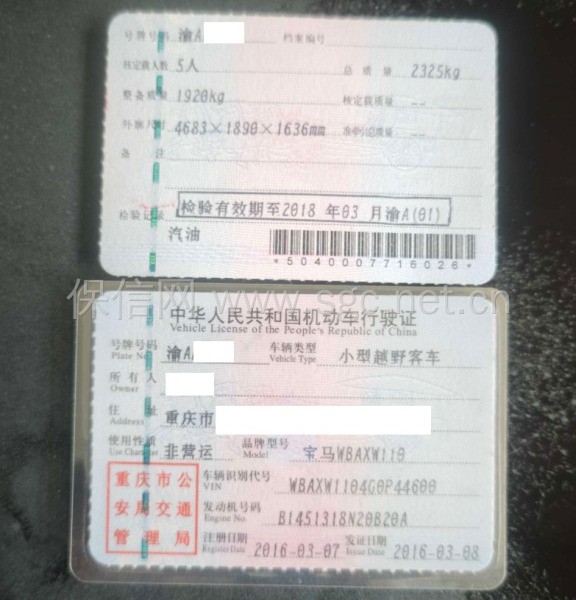 号牌号码 渝A 档案编号
核定载人数 5人 总质量 2325kg
整备质量 1920kg 核定载质量 --
外廓尺寸 4683×1890×1636mm 准牵引总质量 --
备注
检验记录 检验有效期至2018 年03 月渝A(01)
汽油
*5040007716026*
保信网 www.sgc.net.cn
中华人民共和国机动车行驶证
Vehicle License of the People's Republic of China
号牌号码 渝A 车辆类型 小型越野客车
Plate No. Vehicle Type
所有人
Owner
住址 重庆市
使用性质 非营运 品牌型号 宝马WBAXW110
Use Character Model
重庆市公安局交通管理局
车辆识别代号 WBAXW1104G0P44600
VIN
发动机号码 B1451318N20B20A
Engine No.
注册日期 2016-03-07 发证日期 2016-03-08
Register Date Issue Date